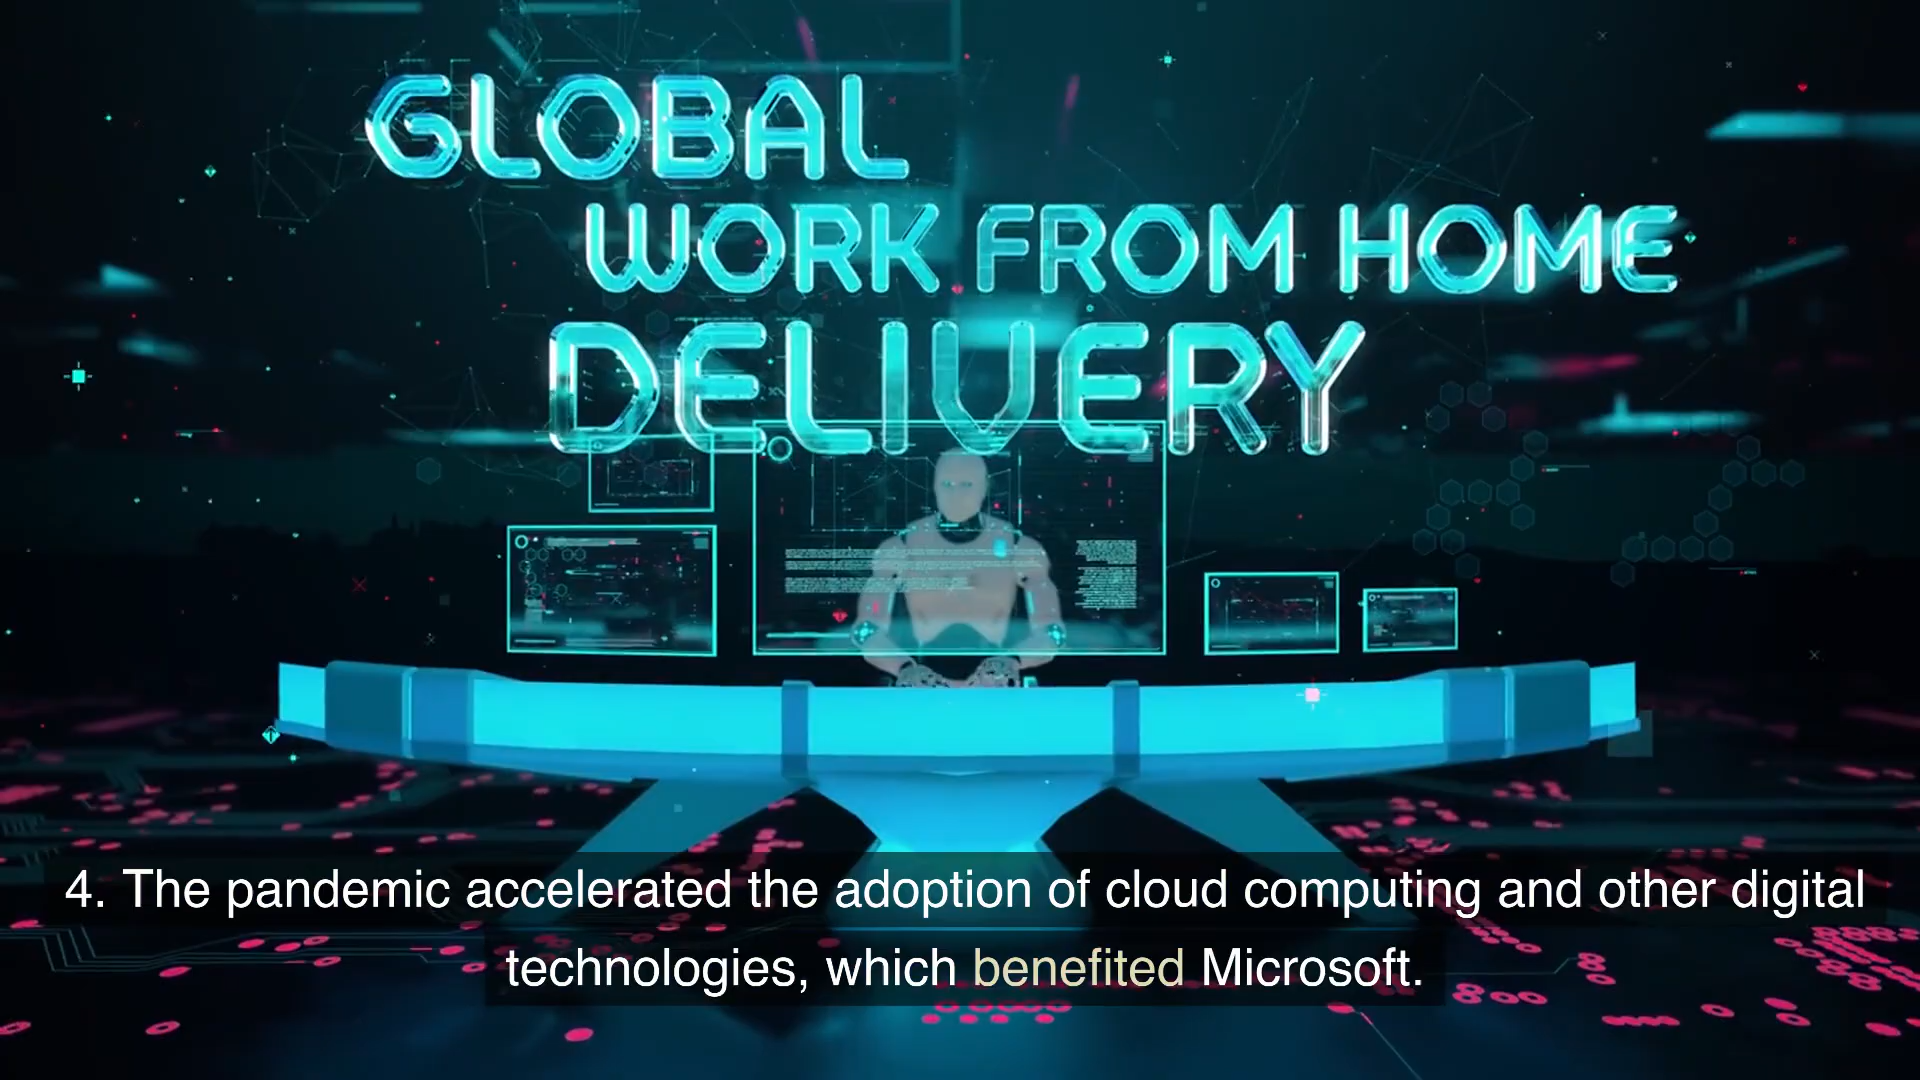 GLOBAL
WORK FROM HOME
DELIVERY
4. The pandemic accelerated the adoption of cloud computing and other digital
technologies, which benefited Microsoft.